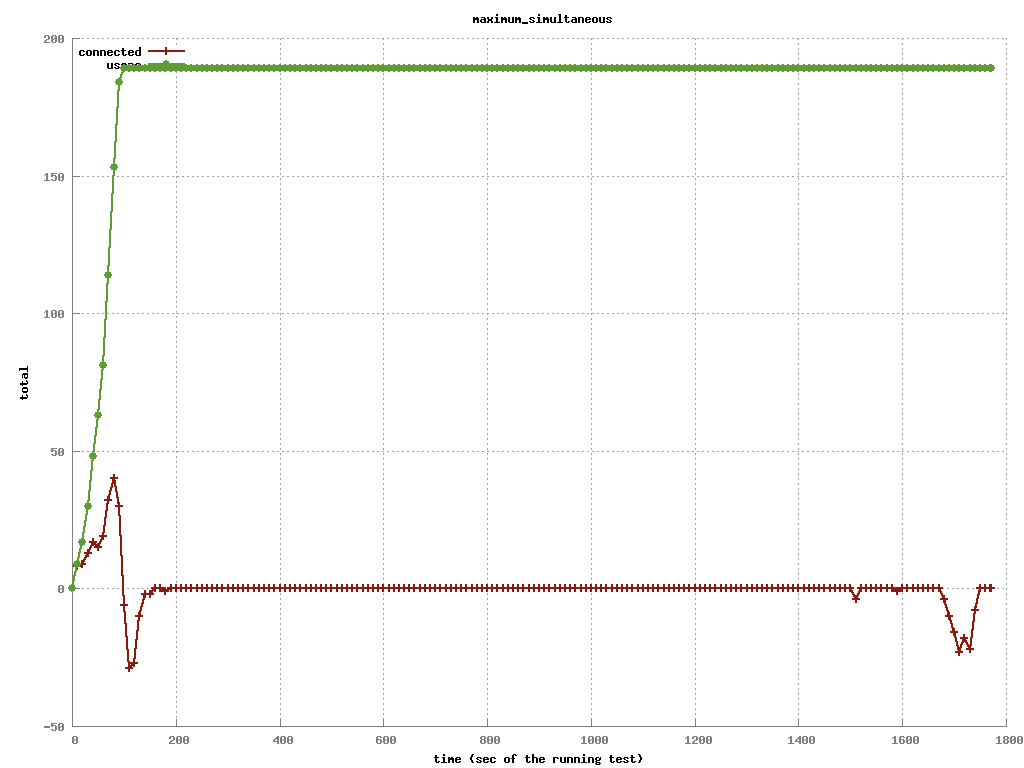 maximum_simultaneous
200
connected
users
150
100
total
50
0
-50
0 200 400 600 800 1000 1200 1400 1600 1800
time (sec of the running test)